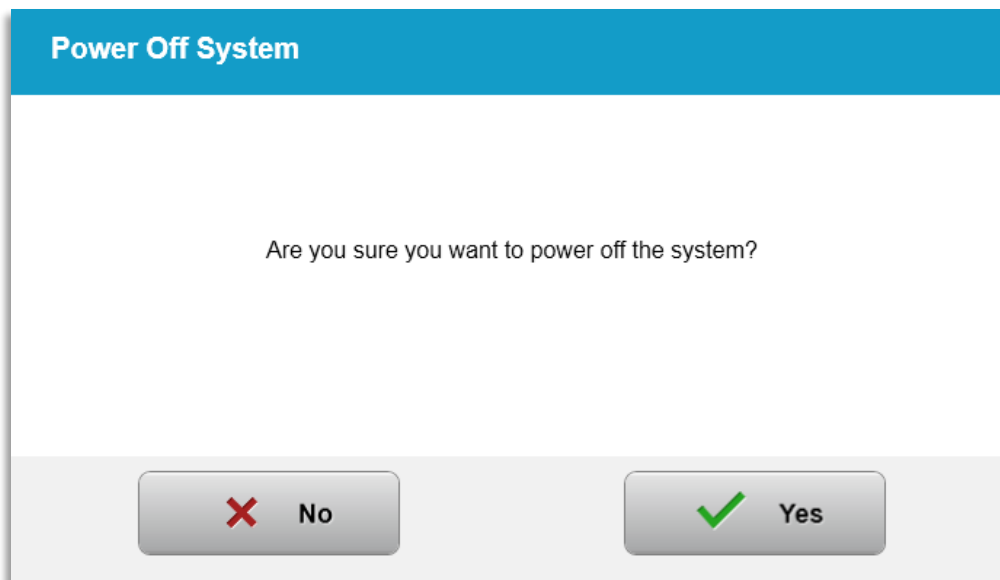 Power Off System
Are you sure you want to power off the system?
No
Yes